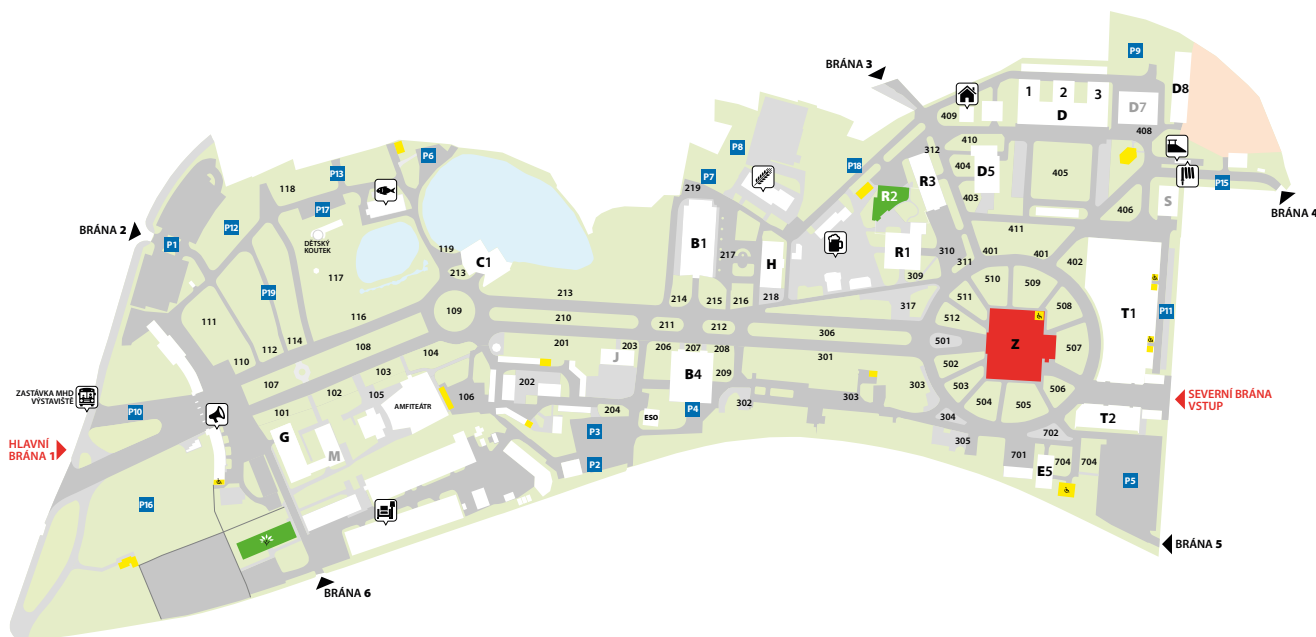 P9
BRÁNA 3
1
2
3
D8
D
D7
409
408
P8
312
410
P6
P13
P18
404
D5
405
P7
R3
P15
118
219
P17
R2
403
406
S
BRÁNA 4
P12
BRÁNA 2
P1
DĚTSKÝ
KOUTEK
411
119
B1
217
H
R1
310
401
401
402
C1
311
213
309
510
509
117
P19
213
214
215
216
218
511
317
508
109
T1
P11
111
116
210
211
212
306
512
114
112
108
104
201
203
206
207
208
301
501
Z
507
110
J
103
502
107
202
B4
209
303
503
506
ZASTÁVKA MHD
VÝSTAVIŠTĚ
102
105
106
303
SEVERNÍ BRÁNA
VSTUP
AMFITEÁTR
302
504
505
P10
101
204
ESO
P4
304
T2
G
P3
702
HLAVNÍ
BRÁNA 1
305
M
701
704
704
P2
E5
P5
P16
BRÁNA 5
BRÁNA 6